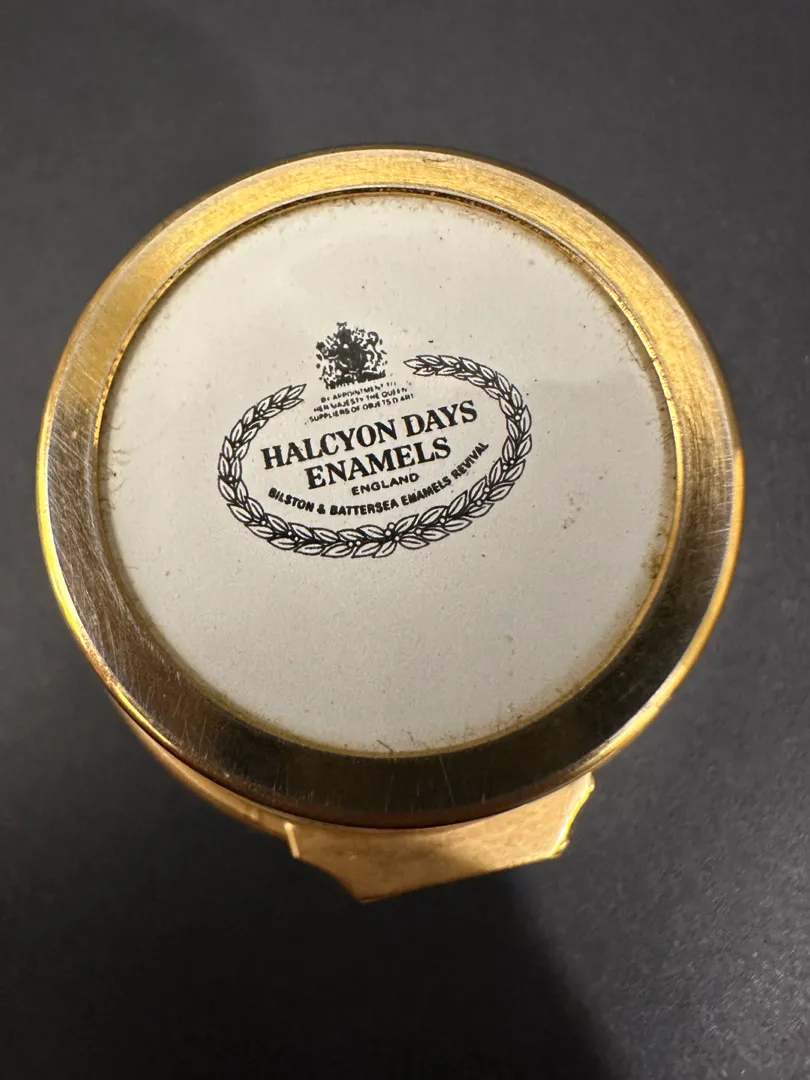 BY APPOINTMENT TO
HER MAJESTY THE QUEEN
SUPPLIERS OF OBJETS D'ART
HALCYON DAYS
ENAMELS
ENGLAND
BILSTON & BATTERSEA ENAMELS REVIVAL